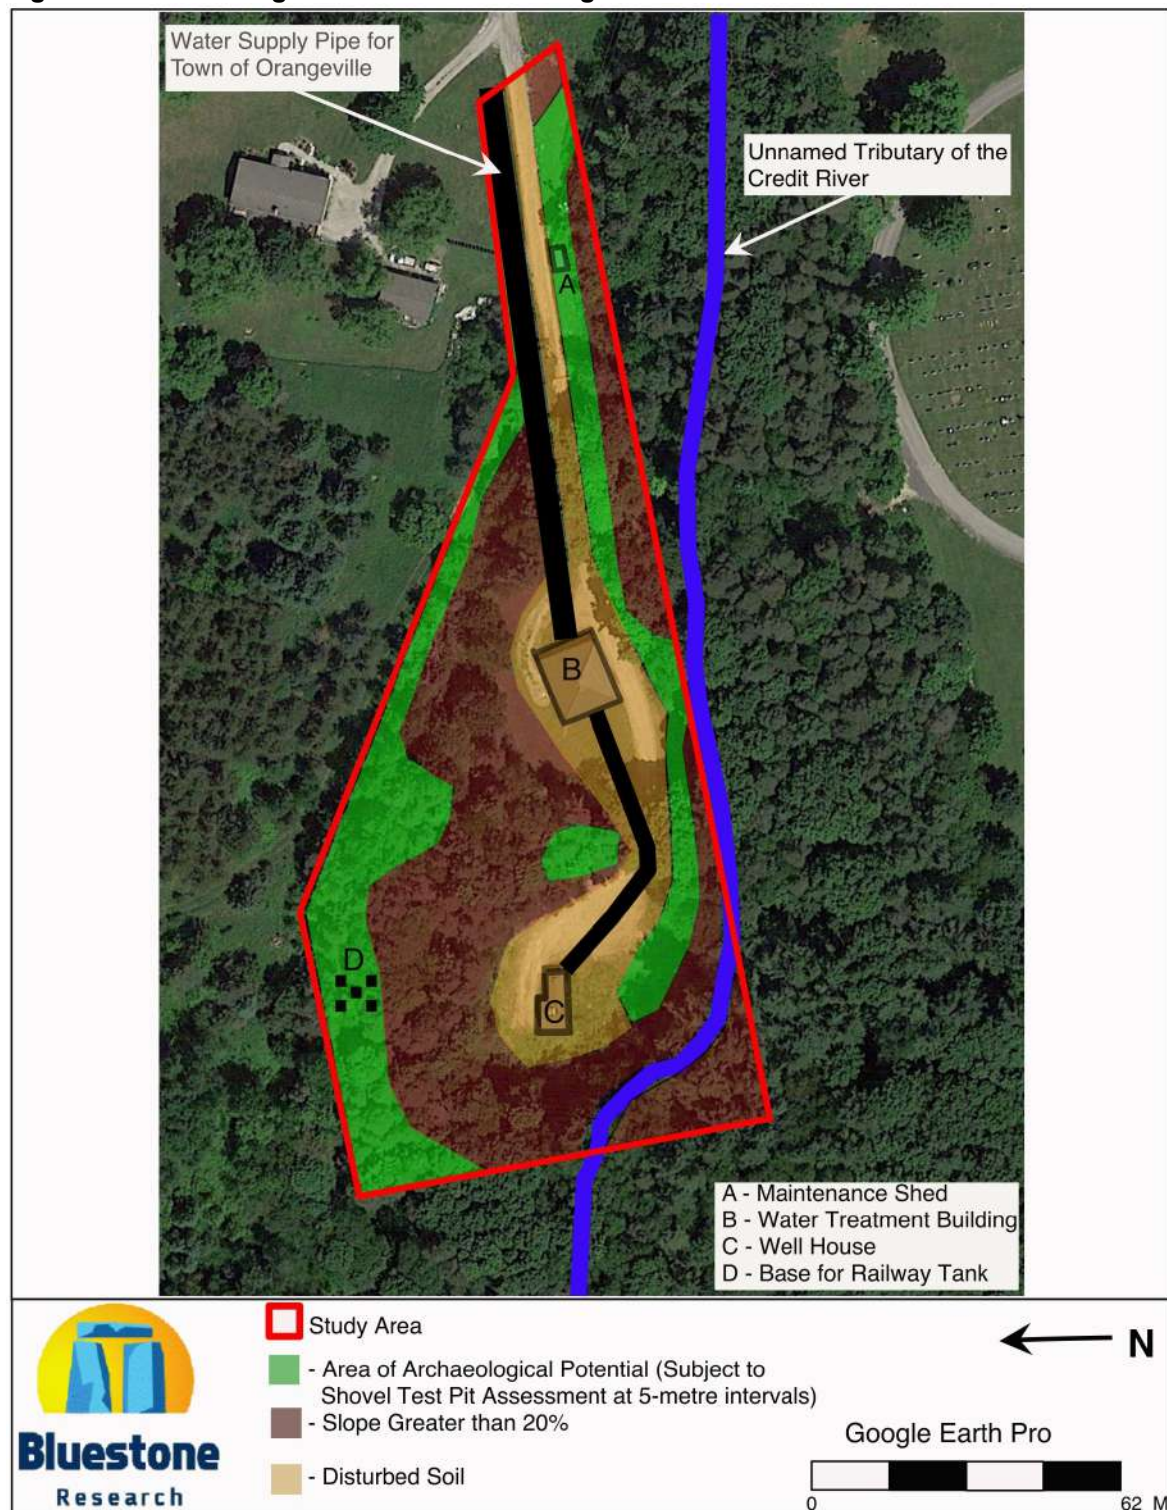 Water Supply Pipe for
Town of Orangeville
Unnamed Tributary of the
Credit River
A
B
D
C
A - Maintenance Shed
B - Water Treatment Building
C - Well House
D - Base for Railway Tank
Study Area
- Area of Archaeological Potential (Subject to
Shovel Test Pit Assessment at 5-metre intervals)
- Slope Greater than 20%
- Disturbed Soil
N
Google Earth Pro
0 62 M
Bluestone
Research